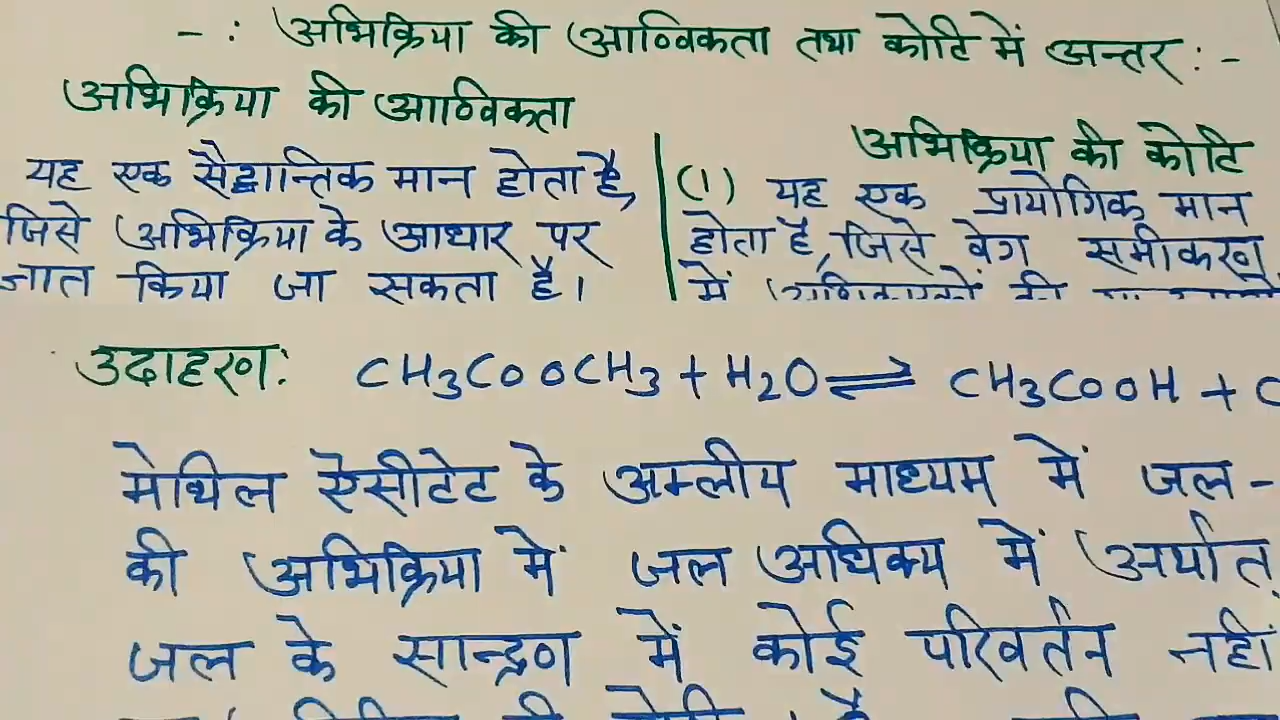 -: अभिक्रिया की आण्विकता तथा कोटि में अन्तर:-
अभिक्रिया की आण्विकता
यह एक सैद्धान्तिक मान होता है,
जिसे अभिक्रिया के आधार पर
ज्ञात किया जा सकता है।
अभिक्रिया की कोटि
(1) यह एक प्रायोगिक मान
होता है, जिसे वेग समीकरण
में अभिकारकों की
उदाहरण: CH3COOCH3 + H2O ⇌ CH3COOH + C
मेथिल ऐसीटेट के अम्लीय माध्यम में जल-
की अभिक्रिया में जल अधिक्य में अर्थात्
जल के सान्द्रण में कोई परिवर्तन नहीं